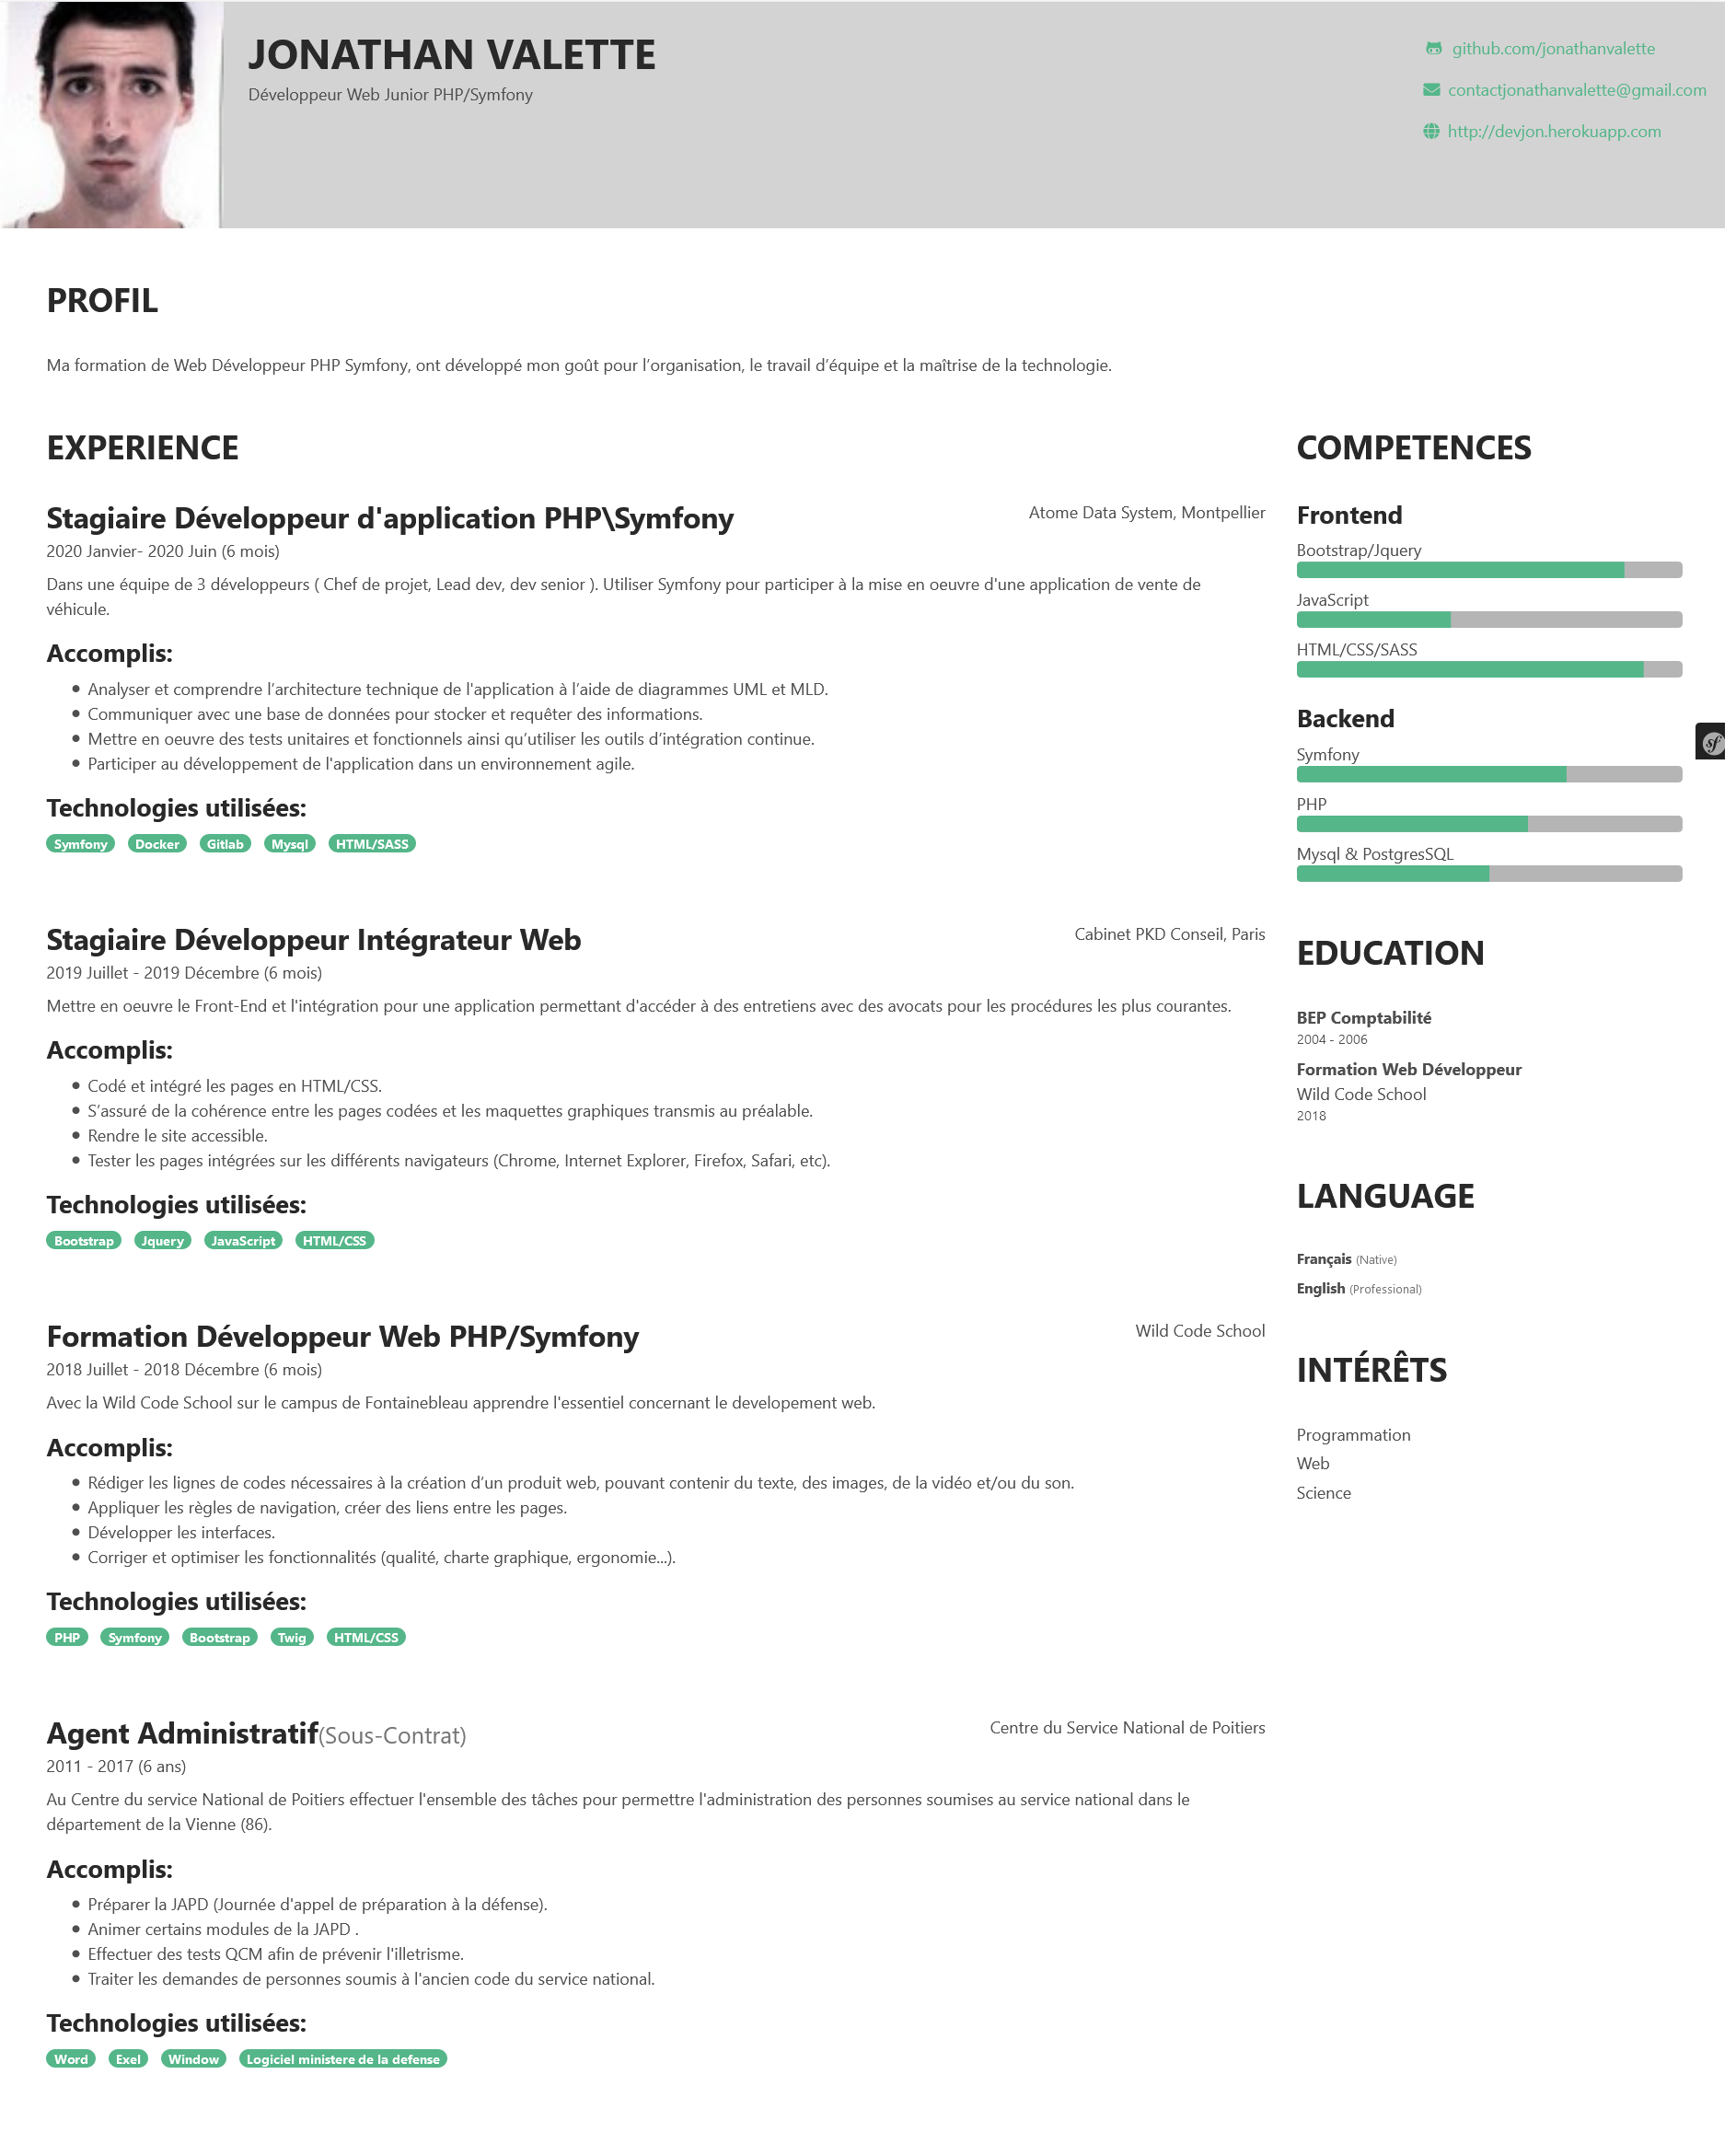 JONATHAN VALETTE
Développeur Web Junior PHP/Symfony
github.com/jonathanvalette
contactjonathanvalette@gmail.com
http://devjon.herokuapp.com
PROFIL
Ma formation de Web Développeur PHP Symfony, ont développé mon goût pour l’organisation, le travail d’équipe et la maîtrise de la technologie.
EXPERIENCE
Stagiaire Développeur d'application PHP\Symfony
Atome Data System, Montpellier
2020 Janvier- 2020 Juin (6 mois)
Dans une équipe de 3 développeurs ( Chef de projet, Lead dev, dev senior ). Utiliser Symfony pour participer à la mise en oeuvre d'une application de vente de
véhicule.
Accomplis:
Analyser et comprendre l’architecture technique de l'application à l’aide de diagrammes UML et MLD.
Communiquer avec une base de données pour stocker et requêter des informations.
Mettre en oeuvre des tests unitaires et fonctionnels ainsi qu’utiliser les outils d’intégration continue.
Participer au développement de l'application dans un environnement agile.
Technologies utilisées:
Symfony Docker Gitlab Mysql HTML/SASS
Stagiaire Développeur Intégrateur Web
Cabinet PKD Conseil, Paris
2019 Juillet - 2019 Décembre (6 mois)
Mettre en oeuvre le Front-End et l'intégration pour une application permettant d'accéder à des entretiens avec des avocats pour les procédures les plus courantes.
Accomplis:
Codé et intégré les pages en HTML/CSS.
S’assuré de la cohérence entre les pages codées et les maquettes graphiques transmis au préalable.
Rendre le site accessible.
Tester les pages intégrées sur les différents navigateurs (Chrome, Internet Explorer, Firefox, Safari, etc).
Technologies utilisées:
Bootstrap Jquery JavaScript HTML/CSS
Formation Développeur Web PHP/Symfony
Wild Code School
2018 Juillet - 2018 Décembre (6 mois)
Avec la Wild Code School sur le campus de Fontainebleau apprendre l'essentiel concernant le developement web.
Accomplis:
Rédiger les lignes de codes nécessaires à la création d’un produit web, pouvant contenir du texte, des images, de la vidéo et/ou du son.
Appliquer les règles de navigation, créer des liens entre les pages.
Développer les interfaces.
Corriger et optimiser les fonctionnalités (qualité, charte graphique, ergonomie...).
Technologies utilisées:
PHP Symfony Bootstrap Twig HTML/CSS
Agent Administratif(Sous-Contrat)
Centre du Service National de Poitiers
2011 - 2017 (6 ans)
Au Centre du service National de Poitiers effectuer l'ensemble des tâches pour permettre l'administration des personnes soumises au service national dans le
département de la Vienne (86).
Accomplis:
Préparer la JAPD (Journée d'appel de préparation à la défense).
Animer certains modules de la JAPD .
Effectuer des tests QCM afin de prévenir l'illetrisme.
Traiter les demandes de personnes soumis à l'ancien code du service national.
Technologies utilisées:
Word Exel Window Logiciel ministere de la defense
COMPETENCES
Frontend
Bootstrap/Jquery
JavaScript
HTML/CSS/SASS
Backend
Symfony
PHP
Mysql & PostgresSQL
EDUCATION
BEP Comptabilité
2004 - 2006
Formation Web Développeur
Wild Code School
2018
LANGUAGE
Français (Native)
English (Professional)
INTÉRÊTS
Programmation
Web
Science
sf